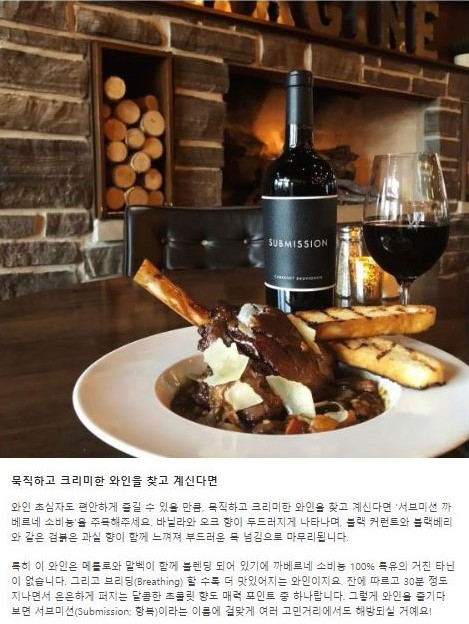 AGINE
SUBMISSION
CABERNET SAUVIGNON
묵직하고 크리미한 와인을 찾고 계신다면
와인 초심자도 편안하게 즐길 수 있을 만큼, 묵직하고 크리미한 와인을 찾고 계신다면 '서브미션 까
베르네 소비뇽'을 주목해주세요. 바닐라와 오크 향이 두드러지게 나타나며, 블랙 커런트와 블랙베리
와 같은 검붉은 과실 향이 함께 느껴져 부드러운 목 넘김으로 마무리됩니다.
특히 이 와인은 메를로와 말벡이 함께 블렌딩 되어 있기에 까베르네 소비뇽 100% 특유의 거친 타닌
이 없습니다. 그리고 브리딩(Breathing) 할 수록 더 맛있어지는 와인이지요. 잔에 따르고 30분 정도
지나면서 은은하게 퍼지는 달콤한 초콜릿 향도 매력 포인트 중 하나랍니다. 그렇게 와인을 즐기다
보면 서브미션(Submission; 항복)이라는 이름에 걸맞게 여러 고민거리에서도 해방되실 거예요!